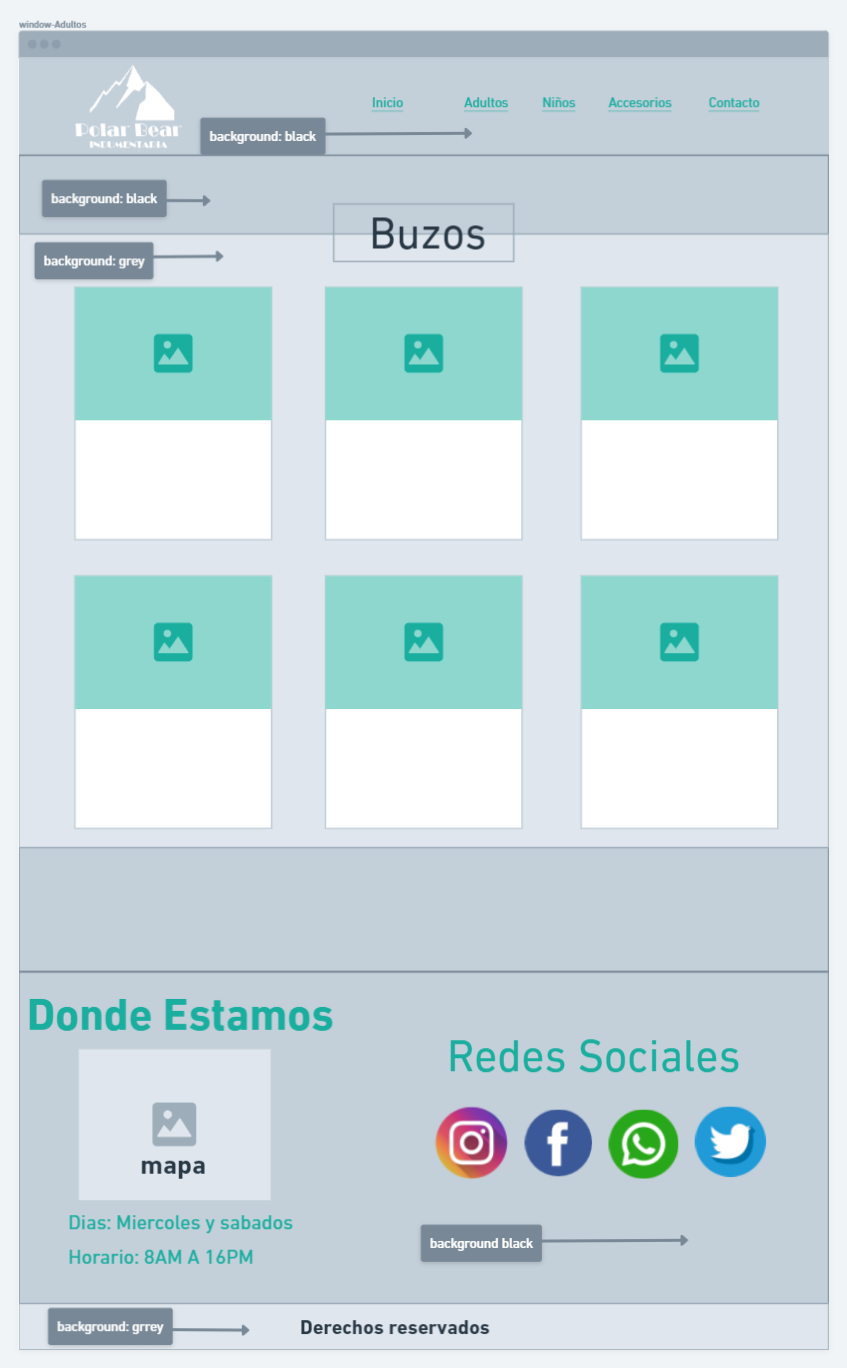 window-Adultos
Polar Bear
INDUMENTARIA
Inicio
Adultos
Niños
Accesorios
Contacto
background: black
background: black
Buzos
background: grey
Donde Estamos
Redes Sociales
mapa
Dias: Miercoles y sabados
Horario: 8AM A 16PM
background black
background: grrey
Derechos reservados